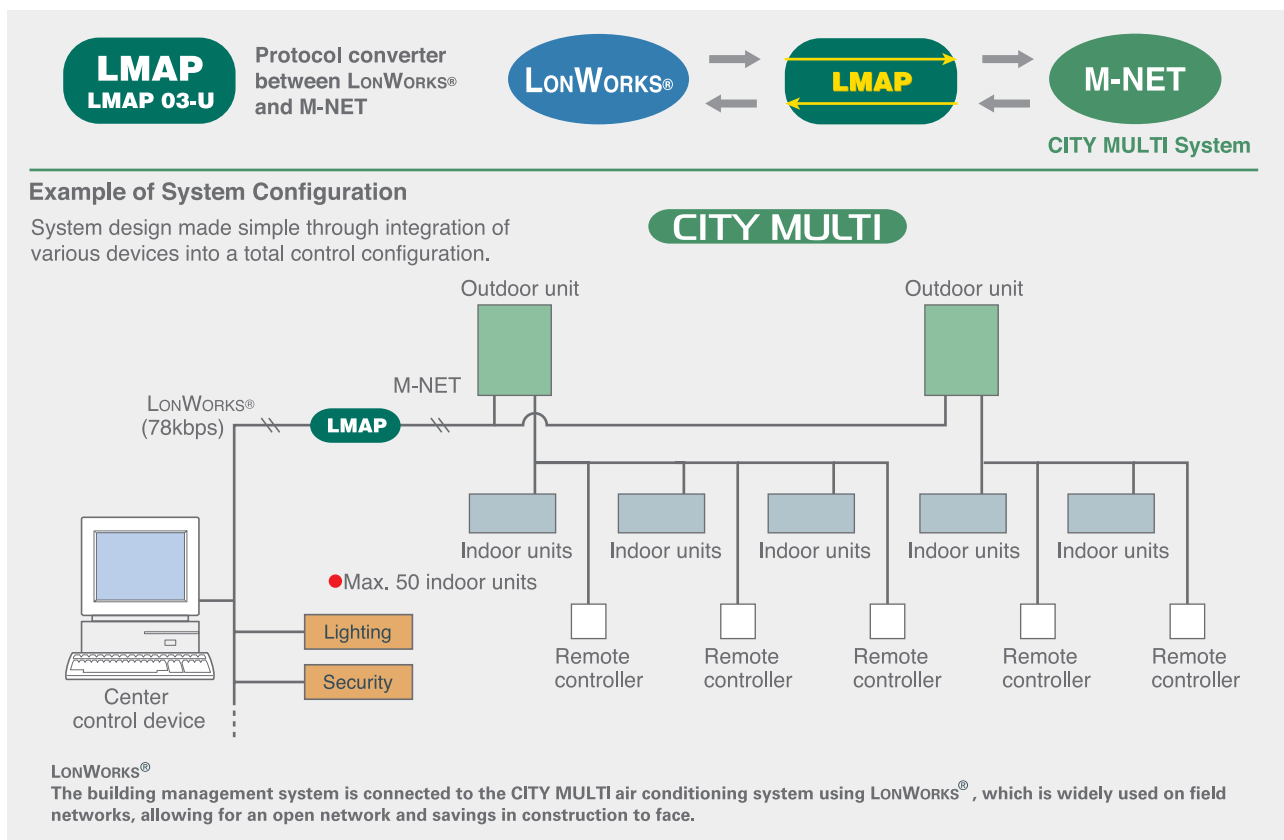 LMAP
LMAP 03-U
Protocol converter
between LONWORKS®
and M-NET
LONWORKS®
LMAP
M-NET
CITY MULTI System
Example of System Configuration
System design made simple through integration of
various devices into a total control configuration.
CITY MULTI
Outdoor unit
Outdoor unit
M-NET
LONWORKS®
(78kbps)
LMAP
Indoor units
Indoor units
Indoor units
Indoor units
Indoor units
●Max. 50 indoor units
Lighting
Security
Center
control device
Remote
controller
Remote
controller
Remote
controller
Remote
controller
Remote
controller
LONWORKS®
The building management system is connected to the CITY MULTI air conditioning system using LONWORKS® , which is widely used on field
networks, allowing for an open network and savings in construction to face.